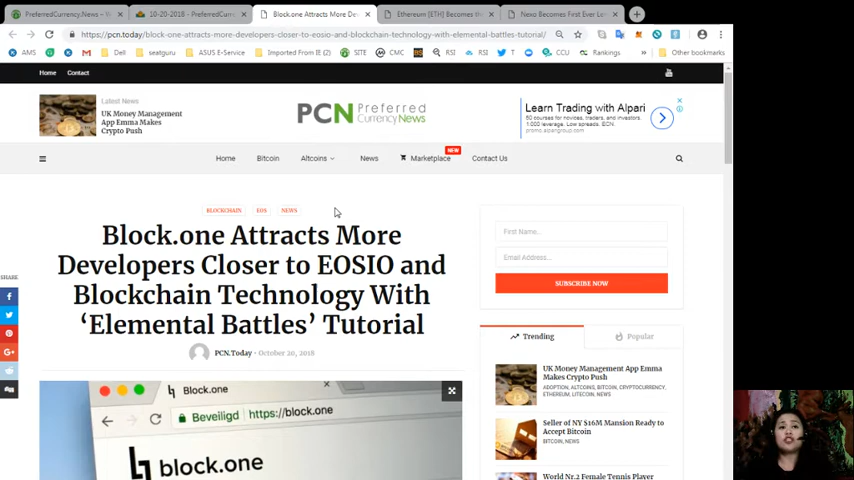 PreferredCurrency.News – W
10-20-2018 - PreferredCurrenc
Block.one Attracts More De
Ethereum [ETH] Becomes th
Nexo Becomes First Ever Lo
https://pcn.today/block-one-attracts-more-developers-closer-to-eosio-and-blockchain-technology-with-elemental-battles-tutorial/
AMS
Dell
seatguru
ASUS E-Service
Imported From IE (2)
SITE
CMC
RSI
RSI
T
CCU
Rankings
Other bookmarks
Home
Contact
Latest News
UK Money Management
App Emma Makes
Crypto Push
PCN Preferred
Currency News
Learn Trading with Alpari
50 courses for novices, traders, and investors.
1:1000 leverage. Low spreads. ECN.
promo.alparigroup.com
Home
Bitcoin
Altcoins
News
Marketplace
NEW
Contact Us
BLOCKCHAIN
EOS
NEWS
Block.one Attracts More
Developers Closer to EOSIO and
Blockchain Technology With
‘Elemental Battles’ Tutorial
PCN.Today - October 20, 2018
SHARE
Block.one
Beveiligd
https://block.one
block.one
First Name...
Email Address...
SUBSCRIBE NOW
Trending
Popular
UK Money Management App Emma
Makes Crypto Push
ADOPTION, ALTCOINS, BITCOIN, CRYPTOCURRENCY,
ETHEREUM, LITECOIN, NEWS
Seller of NY $16M Mansion Ready to
Accept Bitcoin
BITCOIN, NEWS
World Nr.2 Female Tennis Player